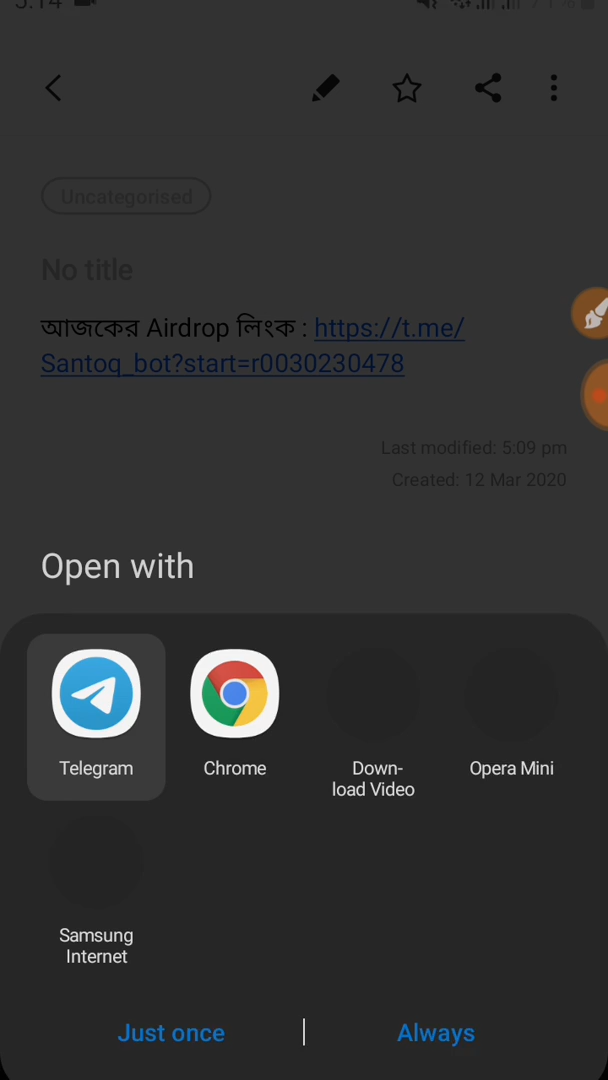 Uncategorised
No title
আজকের Airdrop লিংক : https://t.me/
Santoq_bot?start=r0030230478
Last modified: 5:09 pm
Created: 12 Mar 2020
Open with
Telegram
Chrome
Down-
load Video
Opera Mini
Samsung
Internet
Just once
Always